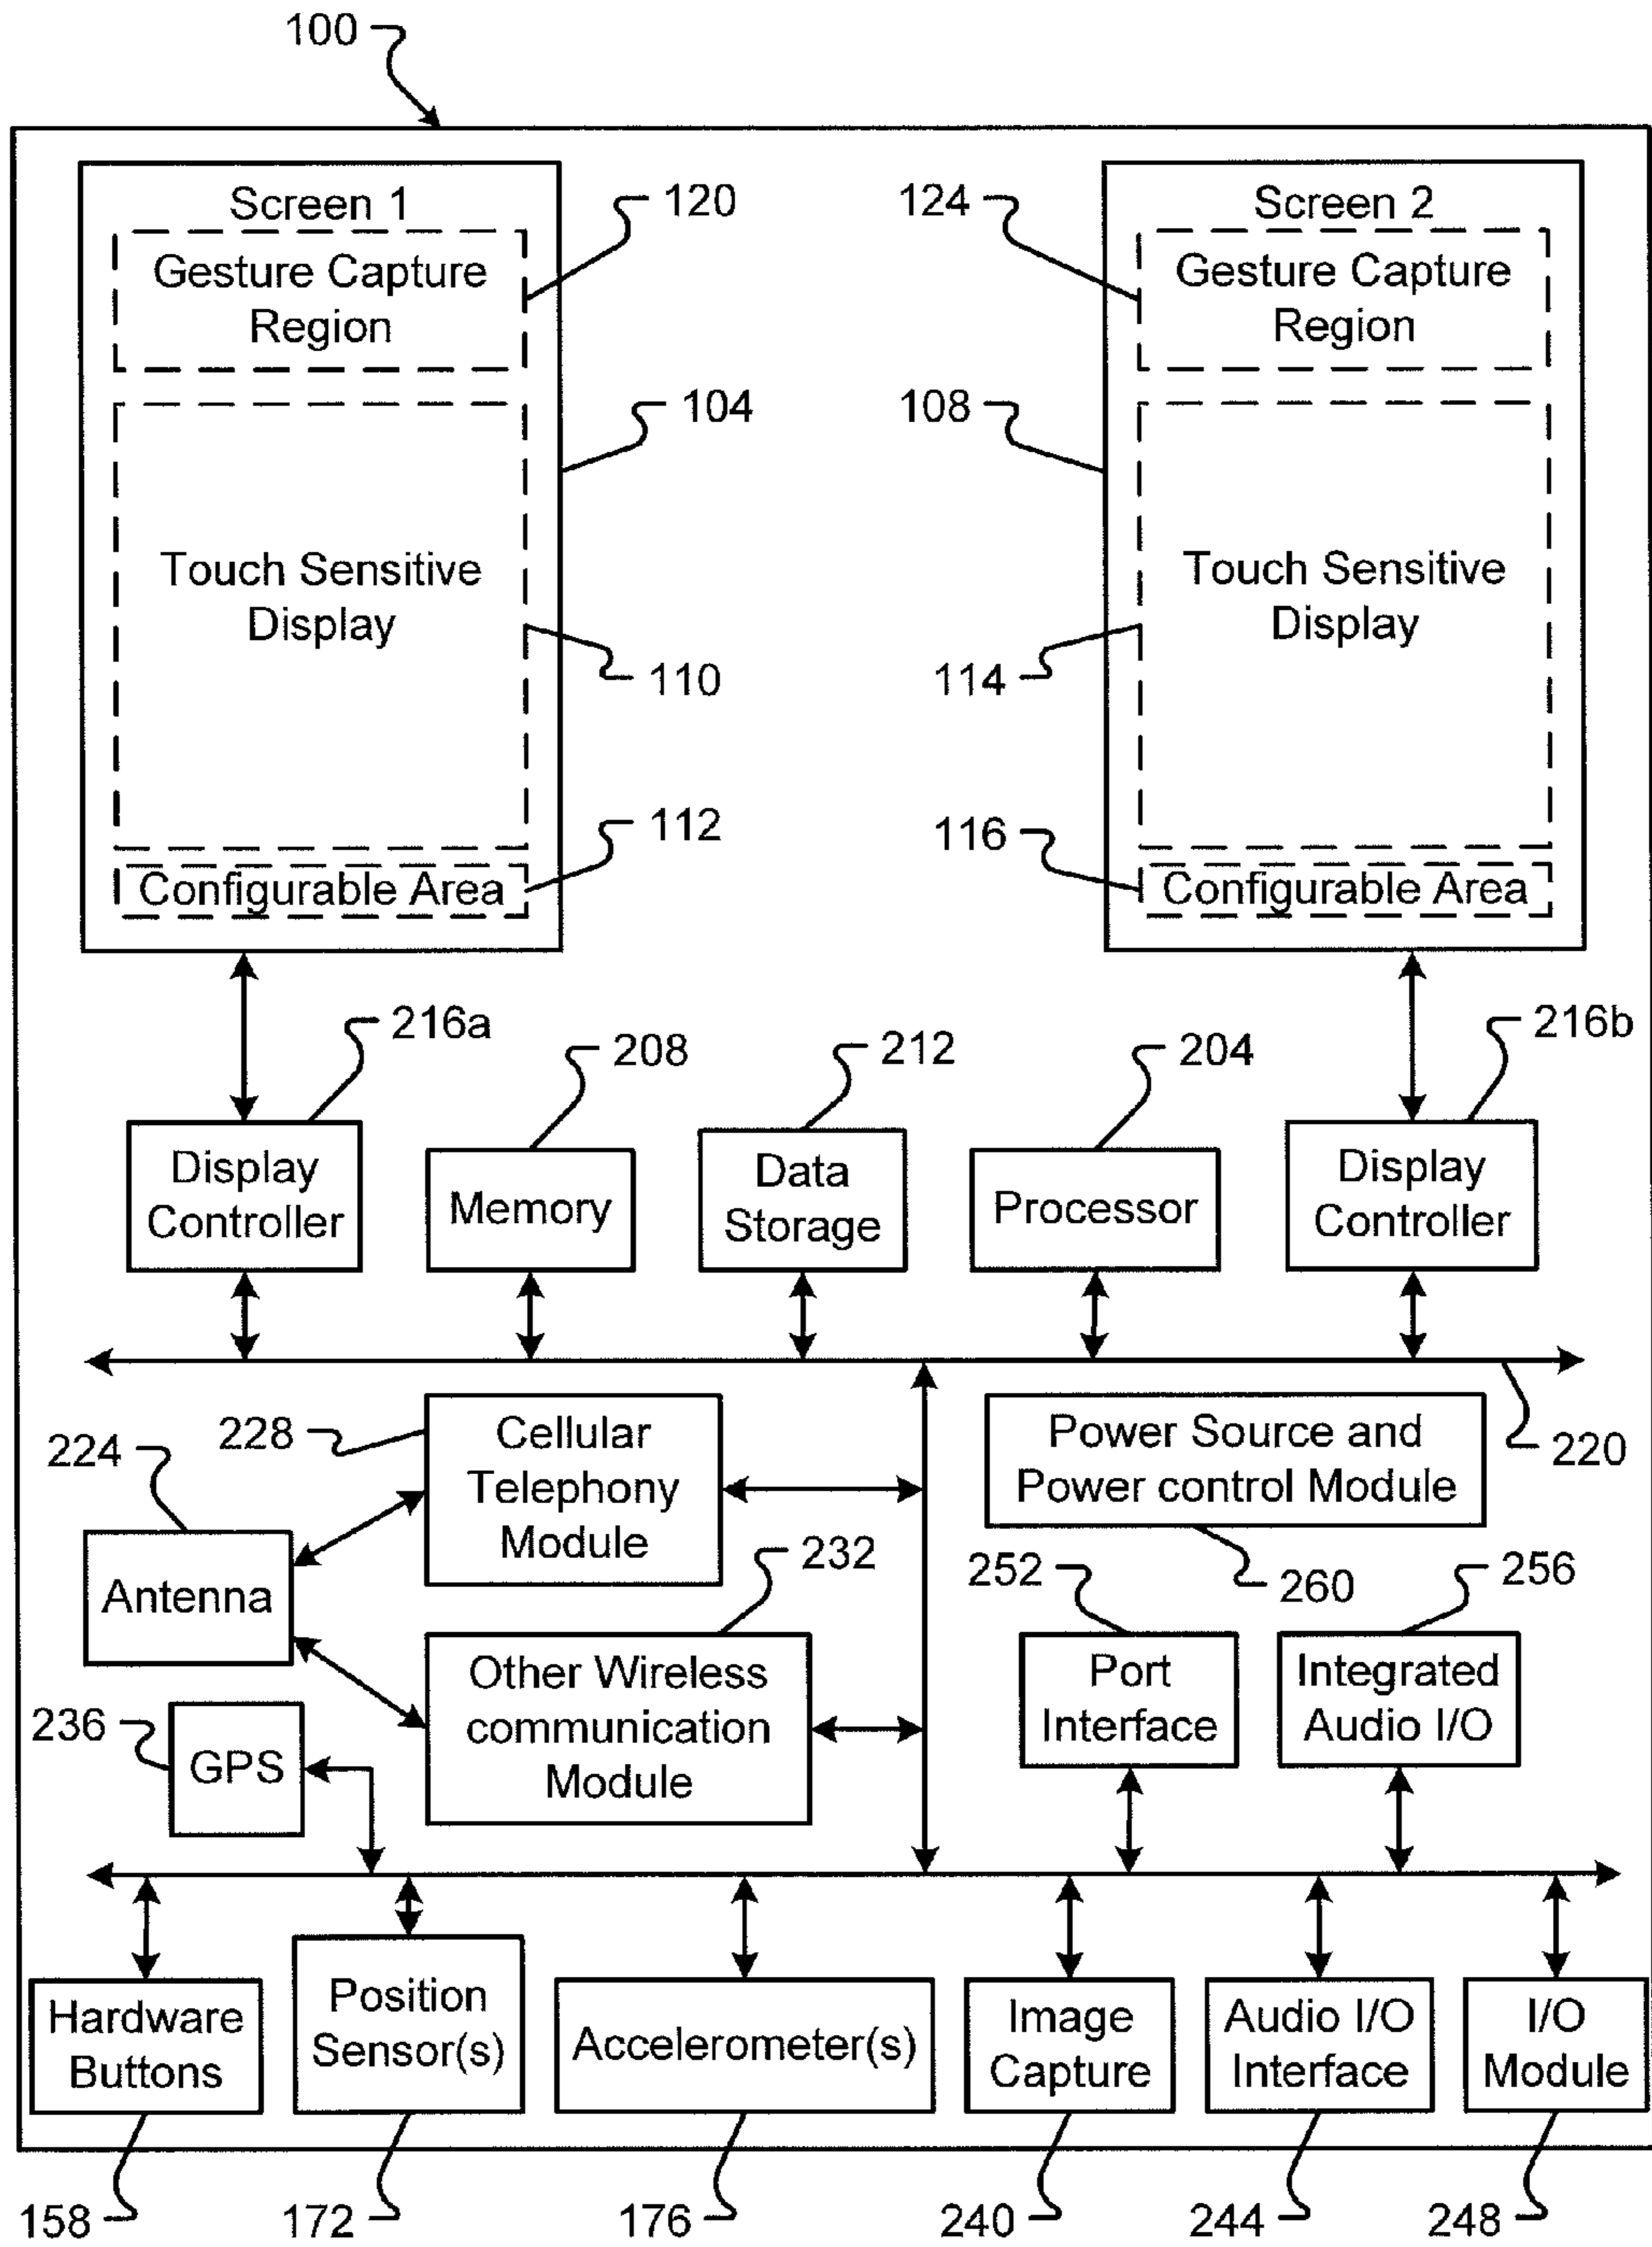 100
Screen 1
120
124
Screen 2
Gesture Capture
Region
Gesture Capture
Region
104
108
Touch Sensitive
Display
Touch Sensitive
Display
110
114
112
116
Configurable Area
Configurable Area
216a
208
212
204
216b
Display
Controller
Memory
Data
Storage
Processor
Display
Controller
228
Cellular
Telephony
Module
Power Source and
Power control Module
220
224
Antenna
232
252
260
256
Other Wireless
communication
Module
Port
Interface
Integrated
Audio I/O
236
GPS
Hardware
Buttons
Position
Sensor(s)
Accelerometer(s)
Image
Capture
Audio I/O
Interface
I/O
Module
158
172
176
240
244
248